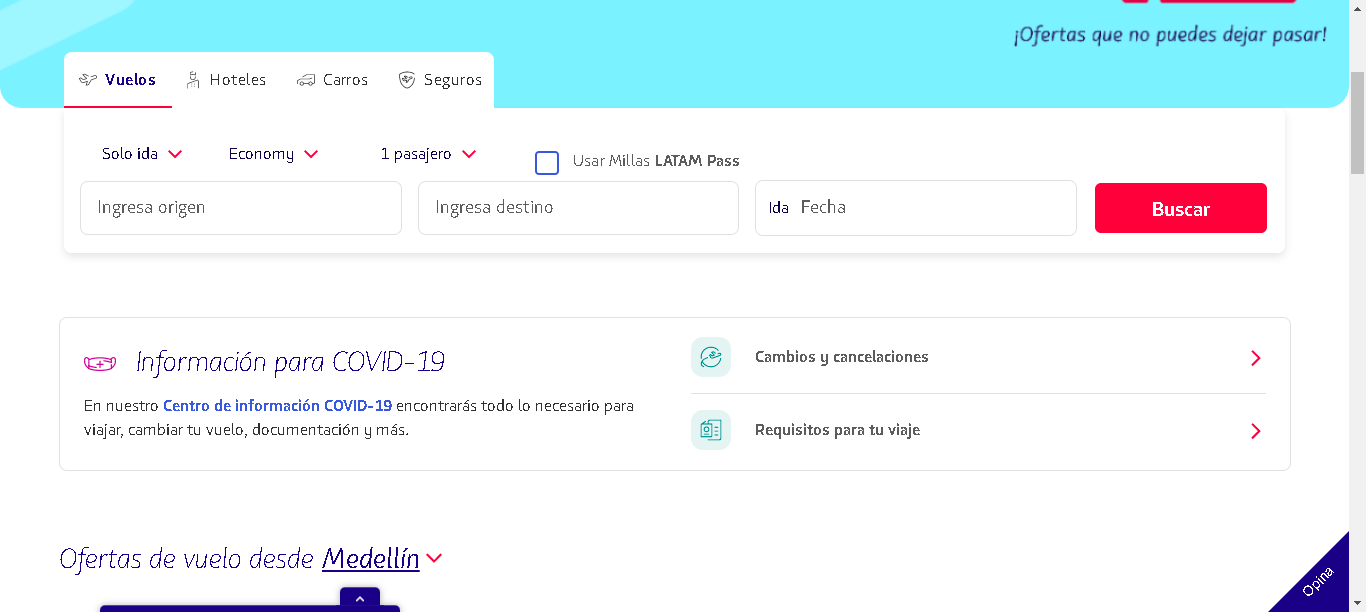 ¡Ofertas que no puedes dejar pasar!
Vuelos Hoteles Carros Seguros
Solo ida Economy 1 pasajero Usar Millas LATAM Pass
Ingresa origen Ingresa destino Ida Fecha Buscar
Información para COVID-19
En nuestro Centro de información COVID-19 encontrarás todo lo necesario para
viajar, cambiar tu vuelo, documentación y más.
Cambios y cancelaciones
Requisitos para tu viaje
Ofertas de vuelo desde Medellín
Opina